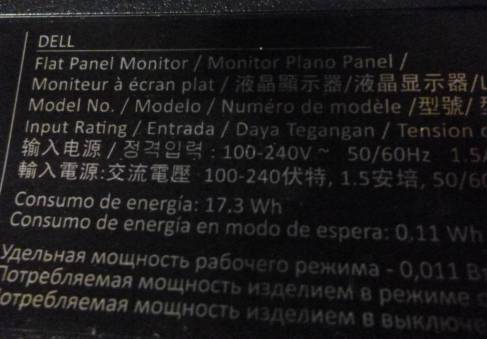 DELL
Flat Panel Monitor / Monitor Plano Panel /
Moniteur à écran plat / 液晶顯示器/液晶显示器/L
Model No. / Modelo / Numéro de modèle /型號/
Input Rating / Entrada / Daya Tegangan / Tension
输入电源 / 정격입력 : 100-240V ~ 50/60Hz 1.5
輸入電源:交流電壓 100-240伏特, 1.5安培, 50/60
Consumo de energía: 17,3 Wh
Consumo de energía en modo de espera: 0,11 Wh
Удельная мощность рабочего режима - 0,011 Вт
Потребляемая мощность изделием в режиме
Потребляемая мощность изделием в выключе